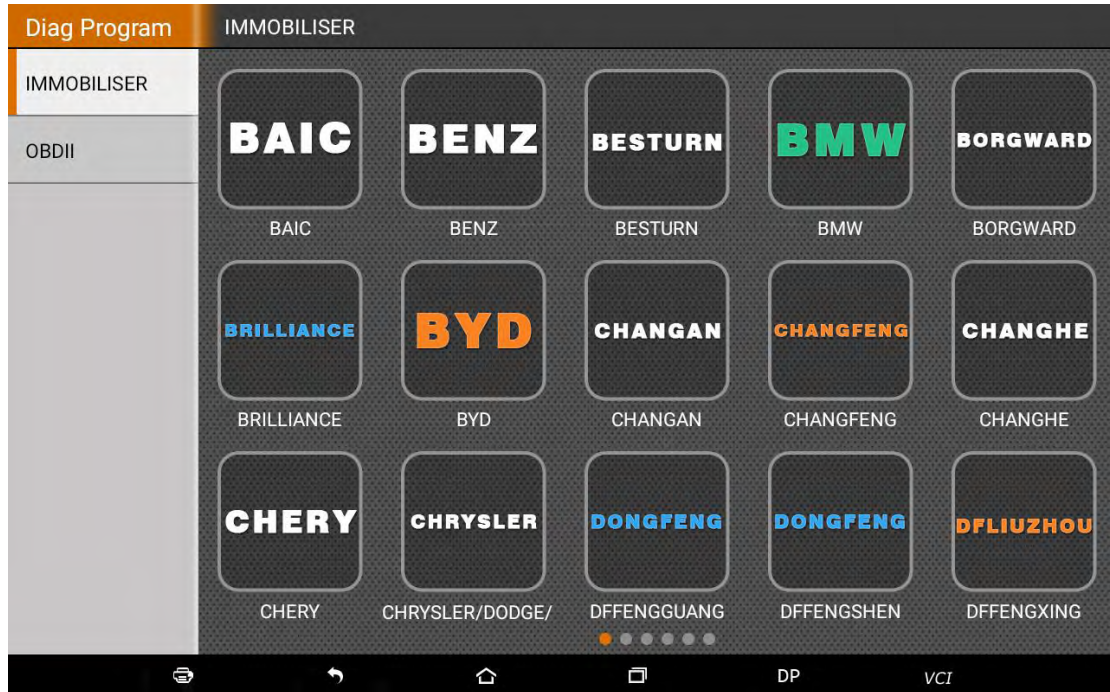 Diag Program
IMMOBILISER
IMMOBILISER
OBDII
BAIC
BENZ
BESTURN
BMW
BORGWARD
BAIC
BENZ
BESTURN
BMW
BORGWARD
BRILLIANCE
BYD
CHANGAN
CHANGFENG
CHANGHE
BRILLIANCE
BYD
CHANGAN
CHANGFENG
CHANGHE
CHERY
CHRYSLER
DONGFENG
DONGFENG
DFLIUZHOU
CHERY
CHRYSLER/DODGE/
DFFENGGUANG
DFFENGSHEN
DFFENGXING
DP
VCI